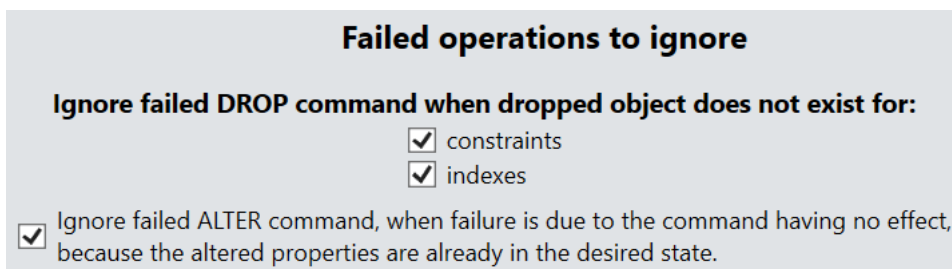 Failed operations to ignore
Ignore failed DROP command when dropped object does not exist for:
constraints
indexes
Ignore failed ALTER command, when failure is due to the command having no effect,
because the altered properties are already in the desired state.